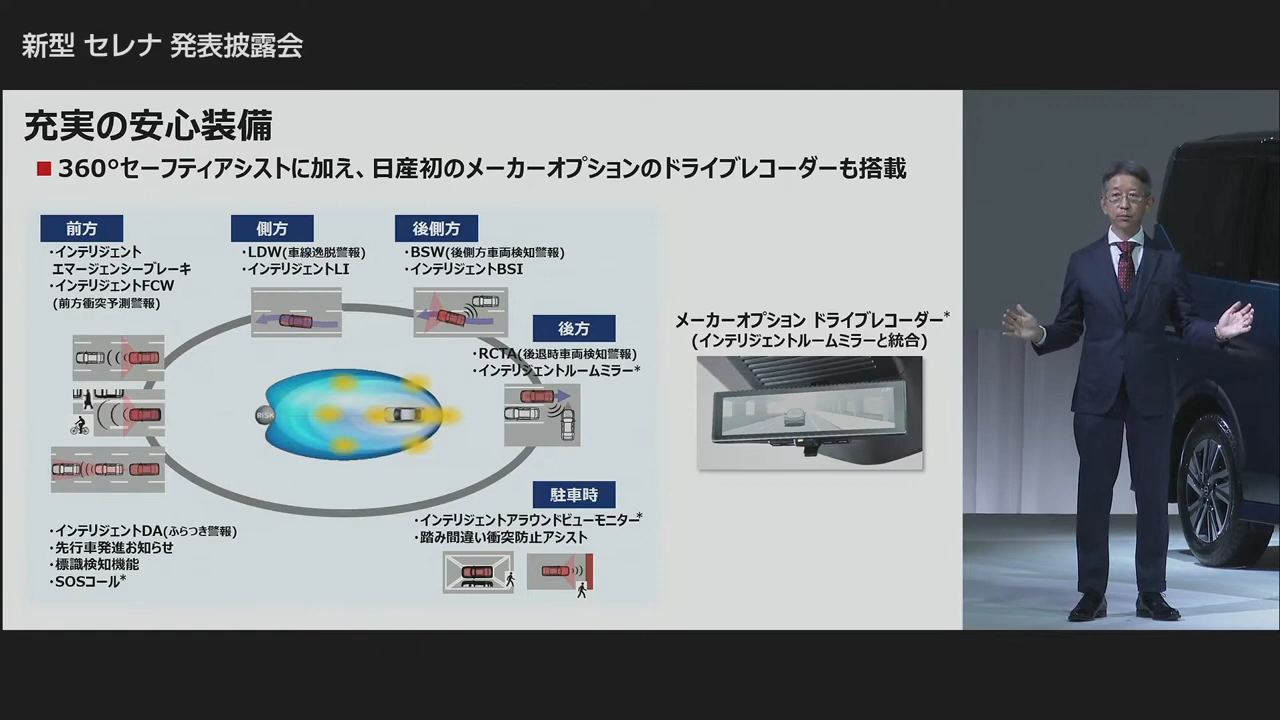 新型 セレナ 発表披露会
充実の安心装備
■ 360°セーフティアシストに加え、日産初のメーカーオプションのドライブレコーダーも搭載
前方
・インテリジェント
エマージェンシーブレーキ
・インテリジェントFCW
(前方衝突予測警報)
側方
・LDW(車線逸脱警報)
・インテリジェントLI
後側方
・BSW(後側方車両検知警報)
・インテリジェントBSI
後方
・RCTA(後退時車両検知警報)
・インテリジェントルームミラー*
RISK
メーカーオプション ドライブレコーダー*
(インテリジェントルームミラーと統合)
・インテリジェントDA(ふらつき警報)
・先行車発進お知らせ
・標識検知機能
・SOSコール*
駐車時
・インテリジェントアラウンドビューモニター*
・踏み間違い衝突防止アシスト